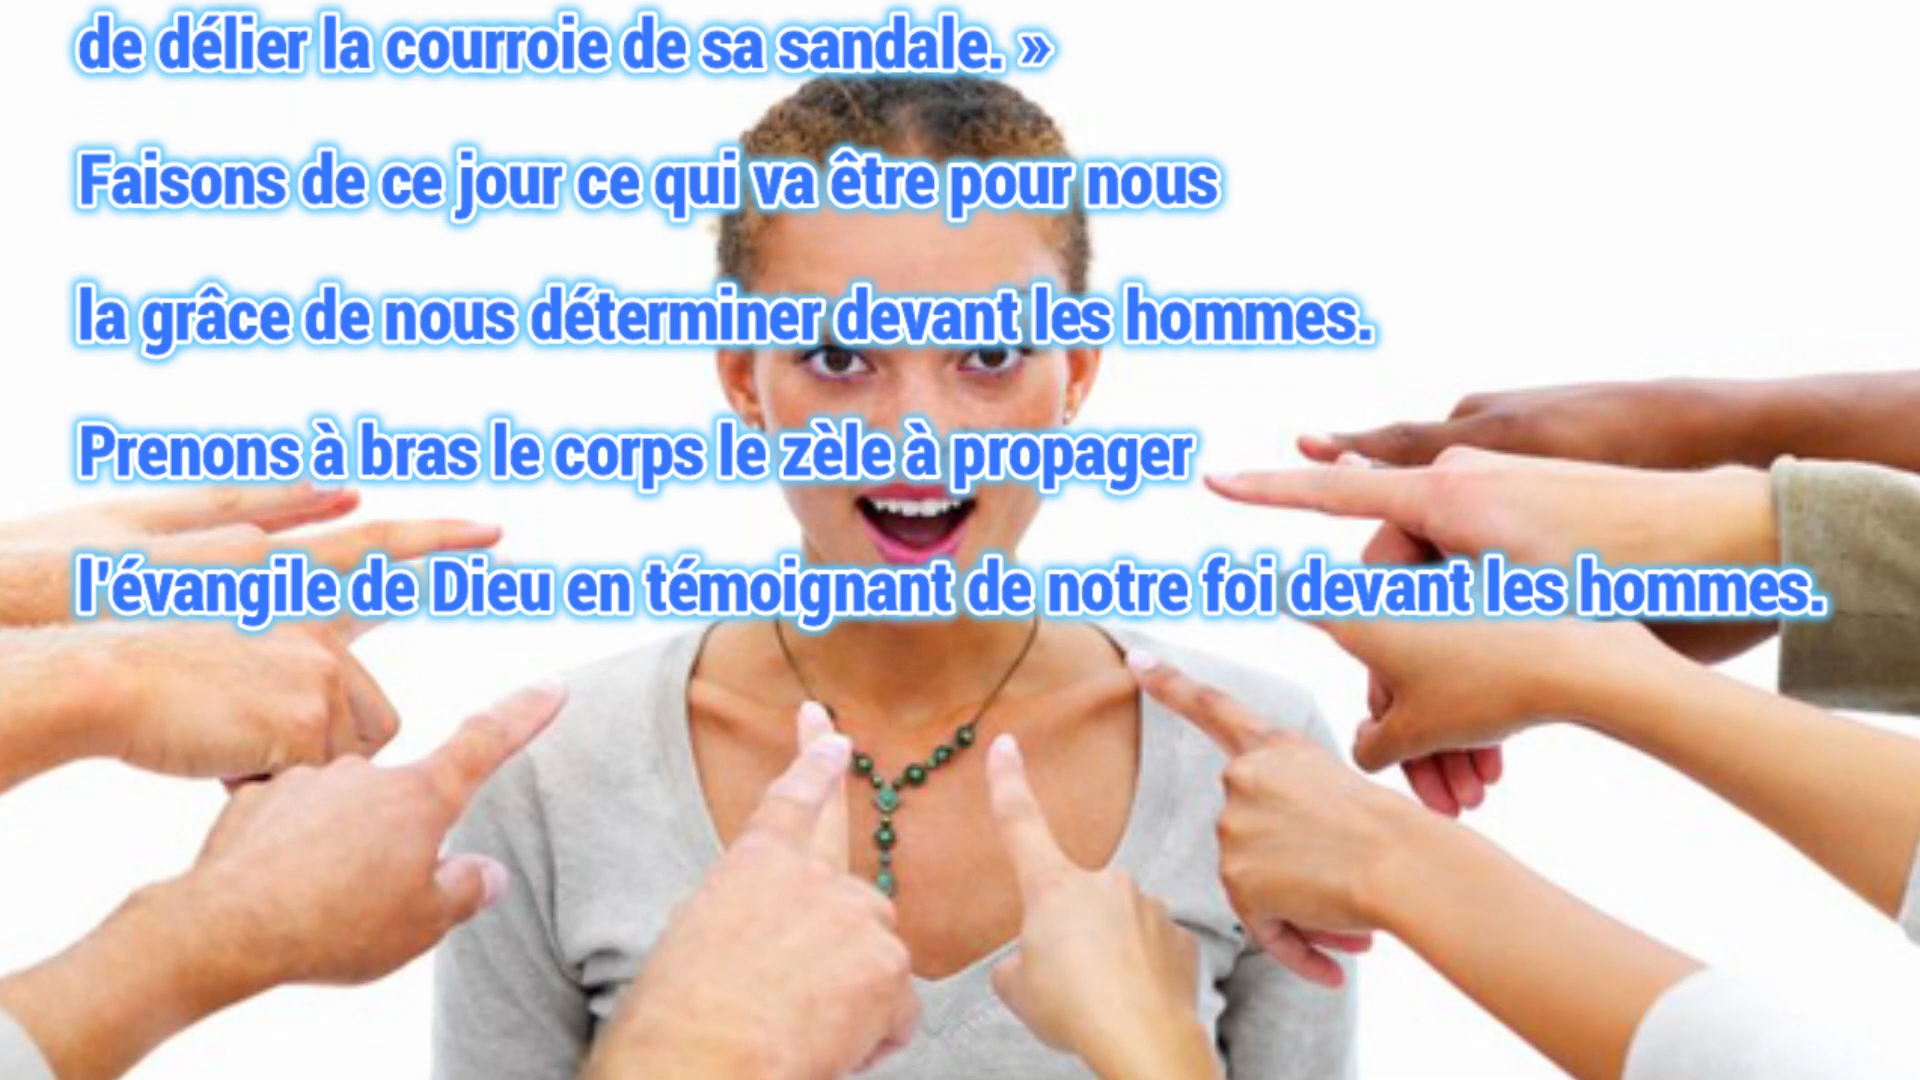 de délier la courroie de sa sandale. »
Faisons de ce jour ce qui va être pour nous
la grâce de nous déterminer devant les hommes.
Prenons à bras le corps le zèle à propager
l'évangile de Dieu en témoignant de notre foi devant les hommes.